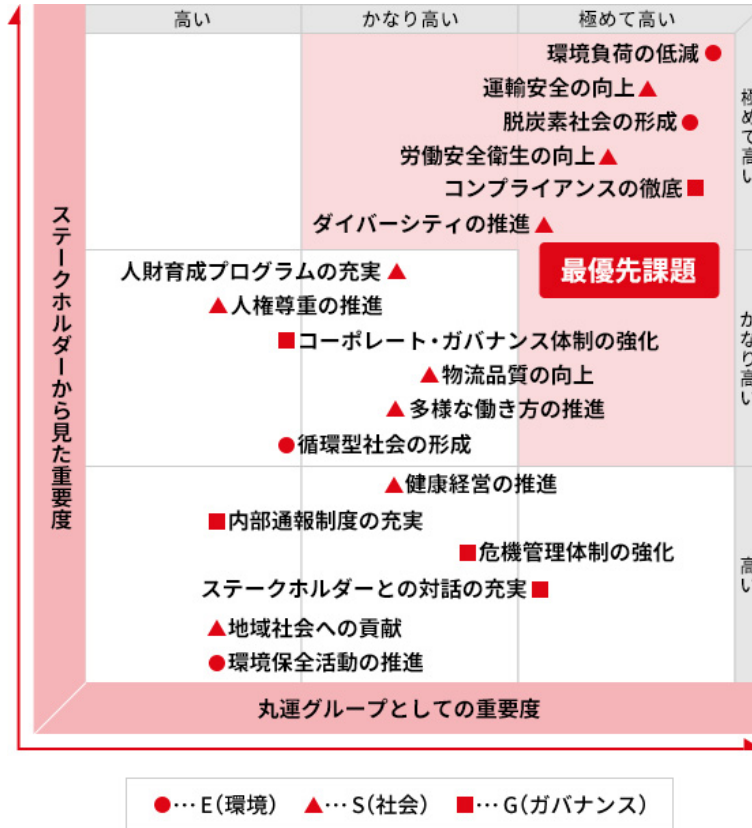 高い
かなり高い
極めて高い
環境負荷の低減
運輸安全の向上
脱炭素社会の形成
労働安全衛生の向上
コンプライアンスの徹底
ダイバーシティの推進
極めて高い
最優先課題
人財育成プログラムの充実
人権尊重の推進
コーポレート・ガバナンス体制の強化
物流品質の向上
多様な働き方の推進
循環型社会の形成
かなり高い
健康経営の推進
内部通報制度の充実
危機管理体制の強化
ステークホルダーとの対話の充実
地域社会への貢献
環境保全活動の推進
高い
ステークホルダーから見た重要度
丸運グループとしての重要度
●…E(環境) ▲…S(社会) ■…G(ガバナンス)